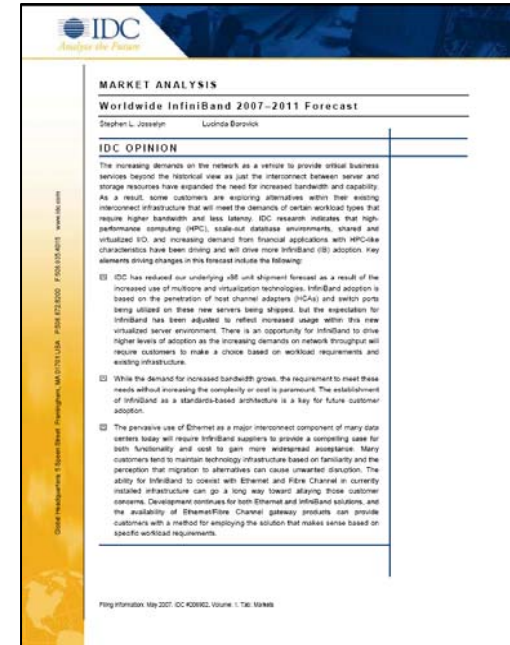 IDC
Analyze the Future
MARKET ANALYSIS
Worldwide InfiniBand 2007–2011 Forecast
Stephen L. Josselyn Lucinda Borovick
IDC OPINION
The increasing demands on the network as a vehicle to provide critical business
services beyond the historical view as just the interconnect between server and
storage resources have expanded the need for increased bandwidth and capability.
As a result, some customers are exploring alternatives within their existing
interconnect infrastructure that will meet the demands of certain workload types that
require higher bandwidth and less latency. IDC research indicates that high-
performance computing (HPC), scale-out database environments, shared and
virtualized I/O, and increasing demand from financial applications with HPC-like
characteristics have been driving and will drive more InfiniBand (IB) adoption. Key
elements driving changes in this forecast include the following:
IDC has reduced our underlying x86 unit shipment forecast as a result of the
increased use of multicore and virtualization technologies. InfiniBand adoption is
based on the penetration of host channel adapters (HCAs) and switch ports
being utilized on these new servers being shipped, but the expectation for
InfiniBand has been adjusted to reflect increased usage within this new
virtualized server environment. There is an opportunity for InfiniBand to drive
higher levels of adoption as the increasing demands on network throughput will
require customers to make a choice based on workload requirements and
existing infrastructure.
While the demand for increased bandwidth grows, the requirement to meet these
needs without increasing the complexity or cost is paramount. The establishment
of InfiniBand as a standards-based architecture is a key for future customer
adoption.
The pervasive use of Ethernet as a major interconnect component of many data
centers today will require InfiniBand suppliers to provide a compelling case for
both functionality and cost to gain more widespread acceptance. Many
customers tend to maintain technology infrastructure based on familiarity and the
perception that migration to alternatives can cause unwanted disruption. The
ability for InfiniBand to coexist with Ethernet and Fibre Channel in currently
installed infrastructure can go a long way toward allaying those customer
concerns. Development continues for both Ethernet and InfiniBand solutions, and
the availability of Ethernet/Fibre Channel gateway products can provide
customers with a method for employing the solution that makes sense based on
specific workload requirements.
Global Headquarters: 5 Speen Street Framingham, MA 01701 USA P.508.872.8200 F.508.935.4015 www.idc.com
Filing Information: May 2007, IDC #206902, Volume: 1, Tab: Markets